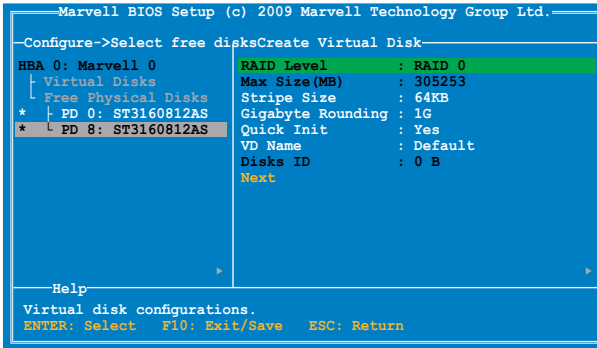 Marvell BIOS Setup (c) 2009 Marvell Technology Group Ltd.
Configure->Select free disksCreate Virtual Disk
HBA 0: Marvell 0
Virtual Disks
Free Physical Disks
* PD 0: ST3160812AS
* PD 8: ST3160812AS
RAID Level : RAID 0
Max Size(MB) : 305253
Stripe Size : 64KB
Gigabyte Rounding : 1G
Quick Init : Yes
VD Name : Default
Disks ID : 0 B
Next
Help
Virtual disk configurations.
ENTER: Select F10: Exit/Save ESC: Return